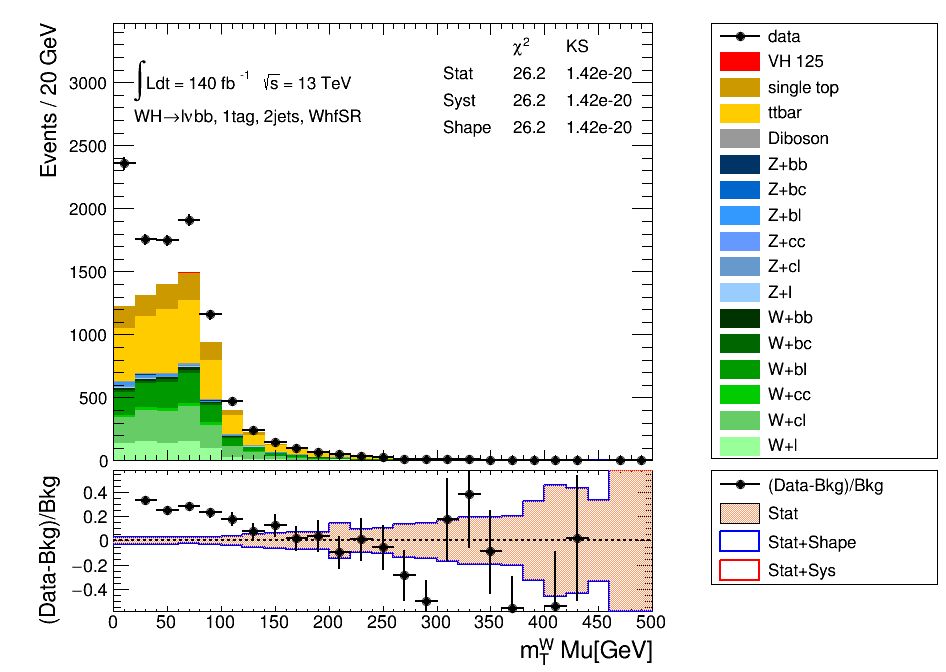 Events / 20 GeV
3000
2500
2000
1500
1000
500
0
∫Ldt = 140 fb⁻¹ √s = 13 TeV
WH→lνbb, 1tag, 2jets, WhfSR
χ² KS
Stat 26.2 1.42e-20
Syst 26.2 1.42e-20
Shape 26.2 1.42e-20
data
VH 125
single top
ttbar
Diboson
Z+bb
Z+bc
Z+bl
Z+cc
Z+cl
Z+l
W+bb
W+bc
W+bl
W+cc
W+cl
W+l
(Data-Bkg)/Bkg
0.4
0.2
0
−0.2
−0.4
0 50 100 150 200 250 300 350 400 450 500
m_T^W Mu[GeV]
(Data-Bkg)/Bkg
Stat
Stat+Shape
Stat+Sys